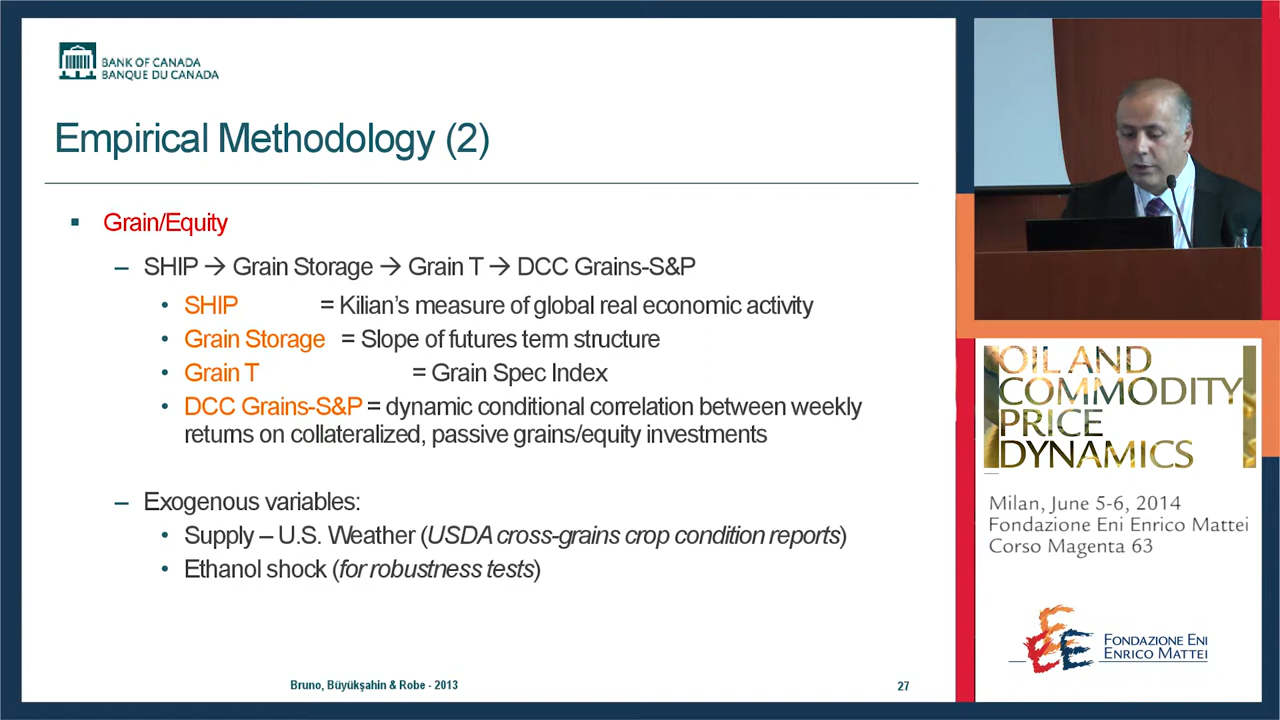 BANK OF CANADA
BANQUE DU CANADA
Empirical Methodology (2)
▪ Grain/Equity
– SHIP → Grain Storage → Grain T → DCC Grains-S&P
• SHIP = Kilian’s measure of global real economic activity
• Grain Storage = Slope of futures term structure
• Grain T = Grain Spec Index
• DCC Grains-S&P = dynamic conditional correlation between weekly
returns on collateralized, passive grains/equity investments
– Exogenous variables:
• Supply – U.S. Weather (USDA cross-grains crop condition reports)
• Ethanol shock (for robustness tests)
Bruno, Büyükşahin & Robe - 2013
27
OIL AND
COMMODITY
PRICE
DYNAMICS
Milan, June 5-6, 2014
Fondazione Eni Enrico Mattei
Corso Magenta 63
FONDAZIONE ENI
ENRICO MATTEI